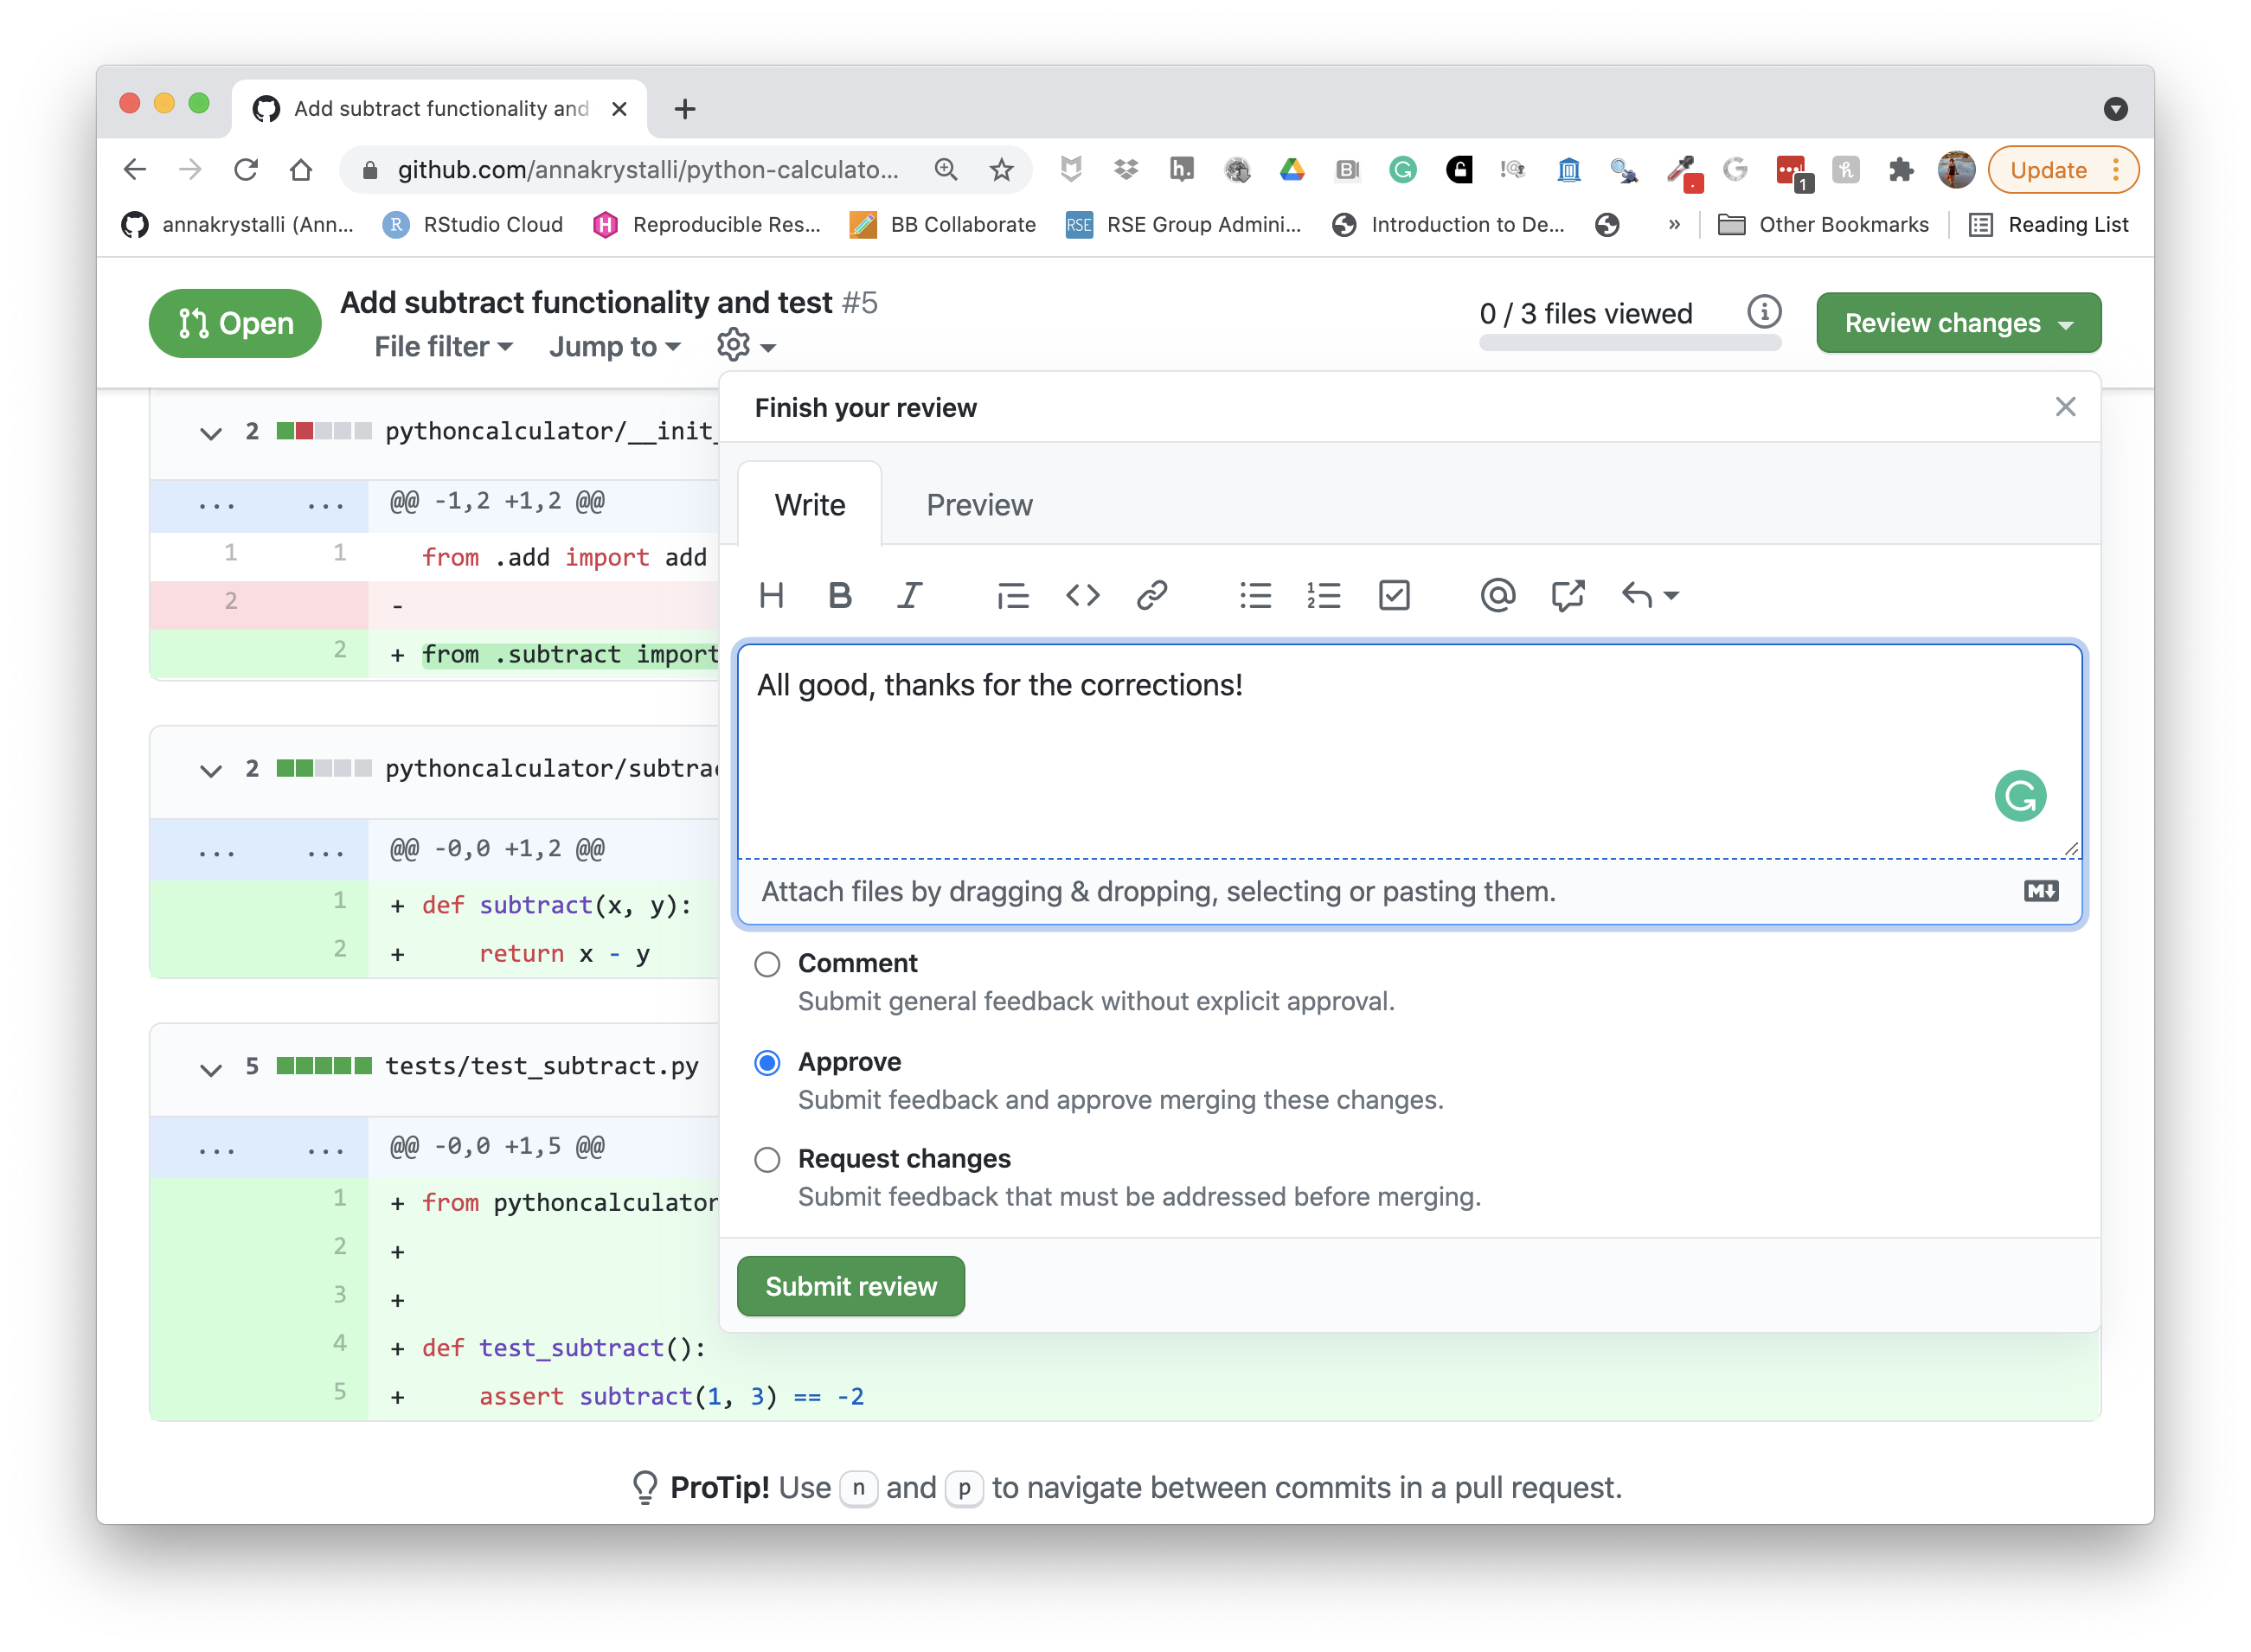 Add subtract functionality and
github.com/annakrystalli/python-calculato...
Update
1
annakrystalli (Ann...
RStudio Cloud
Reproducible Res...
BB Collaborate
RSE Group Admini...
Introduction to De...
»
Other Bookmarks
Reading List
Open
Add subtract functionality and test #5
File filter
Jump to
0 / 3 files viewed
Review changes
Finish your review
Write
Preview
All good, thanks for the corrections!
Attach files by dragging & dropping, selecting or pasting them.
Comment
Submit general feedback without explicit approval.
Approve
Submit feedback and approve merging these changes.
Request changes
Submit feedback that must be addressed before merging.
Submit review
2 pythoncalculator/__init_
... ... @@ -1,2 +1,2 @@
1 1 from .add import add
2 -
2 + from .subtract import
2 pythoncalculator/subtrac
... ... @@ -0,0 +1,2 @@
1 + def subtract(x, y):
2 + return x - y
5 tests/test_subtract.py
... ... @@ -0,0 +1,5 @@
1 + from pythoncalculator
2 +
3 +
4 + def test_subtract():
5 + assert subtract(1, 3) == -2
ProTip! Use n and p to navigate between commits in a pull request.